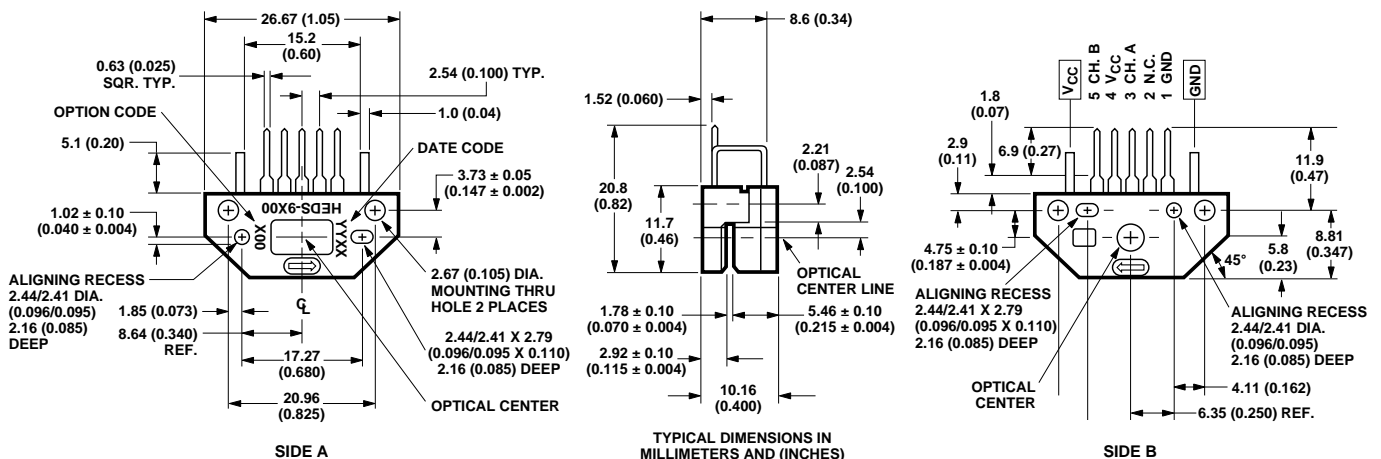 26.67 (1.05)
15.2
(0.60)
0.63 (0.025)
SQR. TYP.
2.54 (0.100) TYP.
OPTION CODE
1.0 (0.04)
5.1 (0.20)
DATE CODE
3.73 ± 0.05
(0.147 ± 0.002)
HEDS-9X00
X00
YYXX
1.02 ± 0.10
(0.040 ± 0.004)
ALIGNING RECESS
2.44/2.41 DIA.
(0.096/0.095)
2.16 (0.085)
DEEP
2.67 (0.105) DIA.
MOUNTING THRU
HOLE 2 PLACES
1.85 (0.073)
8.64 (0.340)
REF.
2.44/2.41 X 2.79
(0.096/0.095 X 0.110)
2.16 (0.085) DEEP
17.27
(0.680)
20.96
(0.825)
OPTICAL CENTER
SIDE A
8.6 (0.34)
1.52 (0.060)
20.8
(0.82)
11.7
(0.46)
2.21
(0.087)
2.54
(0.100)
OPTICAL
CENTER LINE
1.78 ± 0.10
(0.070 ± 0.004)
5.46 ± 0.10
(0.215 ± 0.004)
2.92 ± 0.10
(0.115 ± 0.004)
10.16
(0.400)
TYPICAL DIMENSIONS IN
MILLIMETERS AND (INCHES)
VCC
5 CH. B
4 VCC
3 CH. A
2 N.C.
1 GND
GND
1.8
(0.07)
2.9
(0.11)
6.9 (0.27)
11.9
(0.47)
4.75 ± 0.10
(0.187 ± 0.004)
8.81
(0.347)
5.8
(0.23)
45°
ALIGNING RECESS
2.44/2.41 X 2.79
(0.096/0.095 X 0.110)
2.16 (0.085) DEEP
ALIGNING RECESS
2.44/2.41 DIA.
(0.096/0.095)
2.16 (0.085) DEEP
OPTICAL
CENTER
4.11 (0.162)
6.35 (0.250) REF.
SIDE B